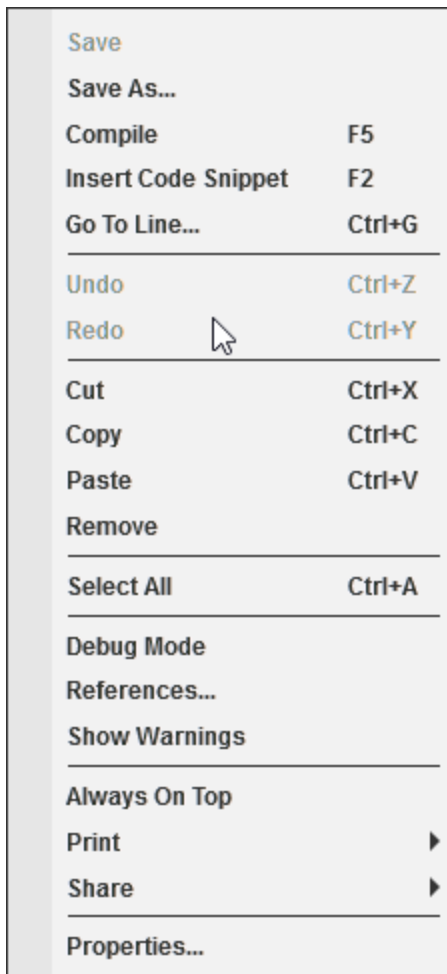 Save
Save As...
Compile F5
Insert Code Snippet F2
Go To Line... Ctrl+G
Undo Ctrl+Z
Redo Ctrl+Y
Cut Ctrl+X
Copy Ctrl+C
Paste Ctrl+V
Remove
Select All Ctrl+A
Debug Mode
References...
Show Warnings
Always On Top
Print
Share
Properties...